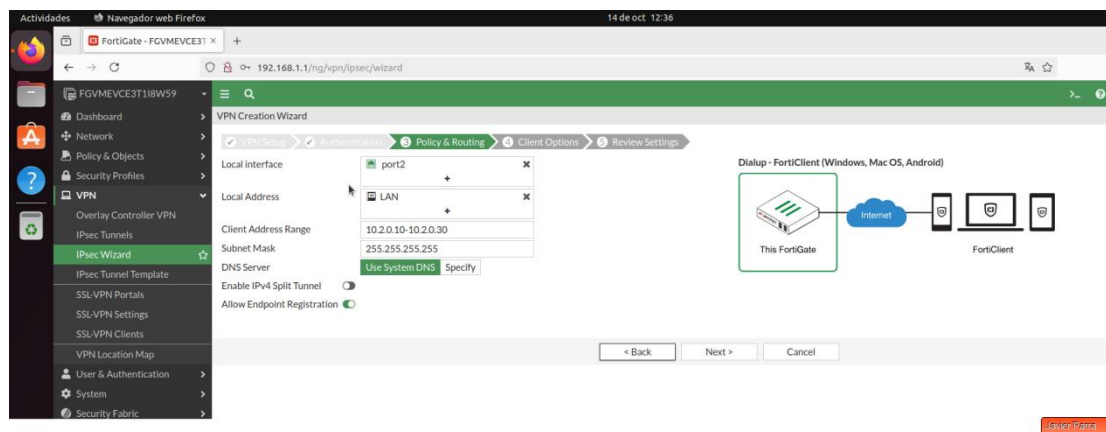 Actividades Navegador web Firefox 14 de oct 12:36
FortiGate - FGVMEVCE3T
192.168.1.1/ng/vpn/ipsec/wizard
FGVMEVCE3T1I8W59
Dashboard
Network
Policy & Objects
Security Profiles
VPN
Overlay Controller VPN
IPsec Tunnels
IPsec Wizard
IPsec Tunnel Template
SSL-VPN Portals
SSL-VPN Settings
SSL-VPN Clients
VPN Location Map
User & Authentication
System
Security Fabric
VPN Creation Wizard
VPN Setup Authentication 3 Policy & Routing 4 Client Options 5 Review Settings
Local interface port2
Local Address LAN
Client Address Range 10.2.0.10-10.2.0.30
Subnet Mask 255.255.255.255
DNS Server Use System DNS Specify
Enable IPv4 Split Tunnel
Allow Endpoint Registration
Dialup - FortiClient (Windows, Mac OS, Android)
Internet
This FortiGate FortiClient
< Back Next > Cancel
Javier Parra